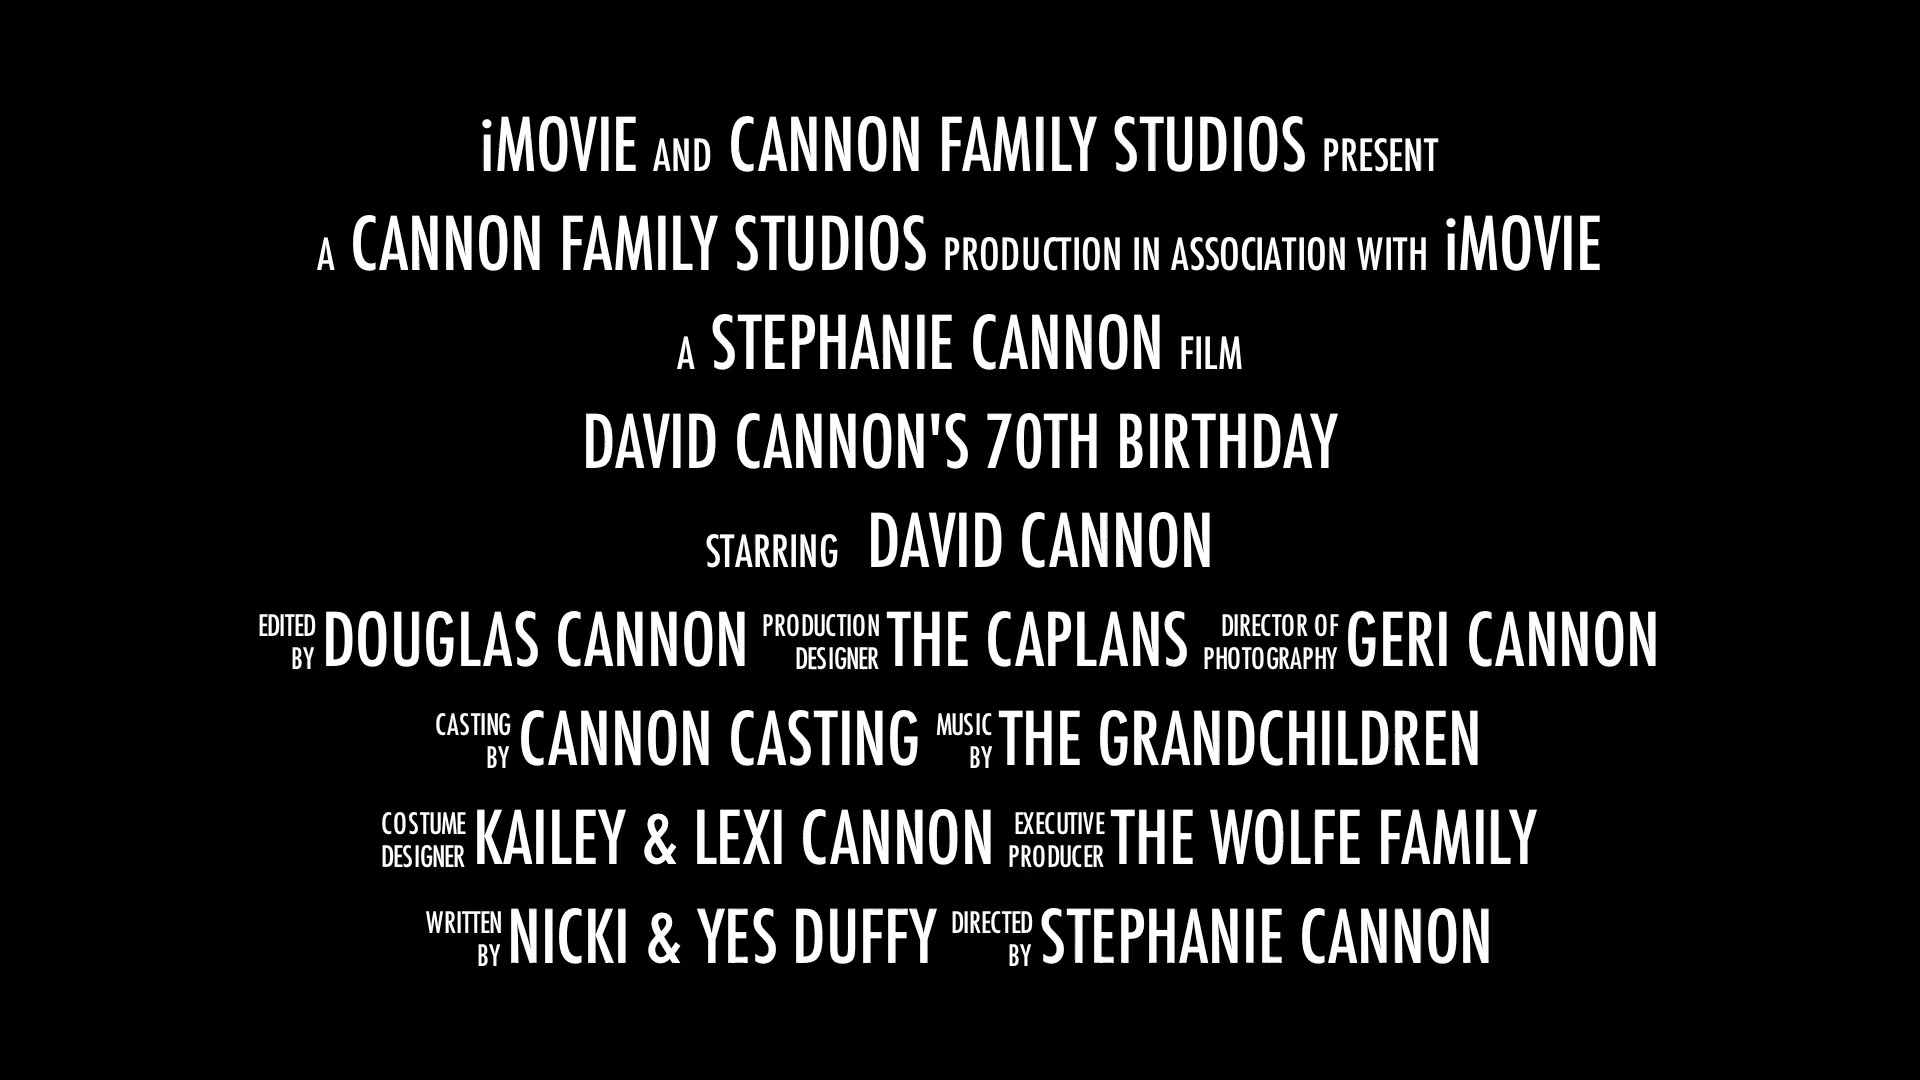 iMOVIE AND CANNON FAMILY STUDIOS PRESENT
A CANNON FAMILY STUDIOS PRODUCTION IN ASSOCIATION WITH iMOVIE
A STEPHANIE CANNON FILM
DAVID CANNON'S 70TH BIRTHDAY
STARRING DAVID CANNON
EDITED BY DOUGLAS CANNON PRODUCTION DESIGNER THE CAPLANS DIRECTOR OF PHOTOGRAPHY GERI CANNON
CASTING BY CANNON CASTING MUSIC BY THE GRANDCHILDREN
COSTUME DESIGNER KAILEY & LEXI CANNON EXECUTIVE PRODUCER THE WOLFE FAMILY
WRITTEN BY NICKI & YES DUFFY DIRECTED BY STEPHANIE CANNON